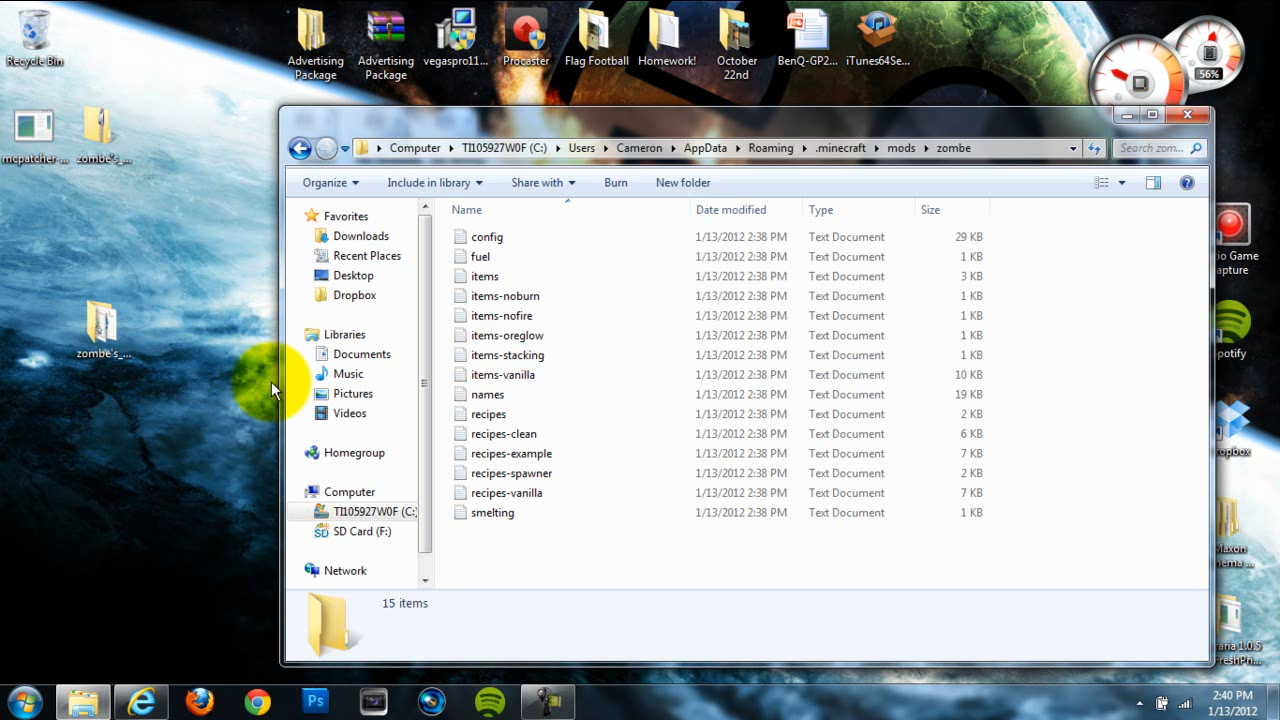 Recycle Bin
Advertising Package
Advertising Package
vegaspro11...
Procaster
Flag Football
Homework!
October 22nd
BenQ-GP2...
iTunes64Se...
56%
mcpatcher-...
zombe's_...
zombe's_...
Computer
TI105927W0F (C:)
Users
Cameron
AppData
Roaming
.minecraft
mods
zombe
Search zom...
Organize
Include in library
Share with
Burn
New folder
Name Date modified Type Size
Favorites
Downloads
Recent Places
Desktop
Dropbox
Libraries
Documents
Music
Pictures
Videos
Homegroup
Computer
TI105927W0F (C:
SD Card (F:)
Network
config 1/13/2012 2:38 PM Text Document 29 KB
fuel 1/13/2012 2:38 PM Text Document 1 KB
items 1/13/2012 2:38 PM Text Document 3 KB
items-noburn 1/13/2012 2:38 PM Text Document 1 KB
items-nofire 1/13/2012 2:38 PM Text Document 1 KB
items-oreglow 1/13/2012 2:38 PM Text Document 1 KB
items-stacking 1/13/2012 2:38 PM Text Document 1 KB
items-vanilla 1/13/2012 2:38 PM Text Document 10 KB
names 1/13/2012 2:38 PM Text Document 19 KB
recipes 1/13/2012 2:38 PM Text Document 2 KB
recipes-clean 1/13/2012 2:38 PM Text Document 6 KB
recipes-example 1/13/2012 2:38 PM Text Document 7 KB
recipes-spawner 1/13/2012 2:38 PM Text Document 2 KB
recipes-vanilla 1/13/2012 2:38 PM Text Document 7 KB
smelting 1/13/2012 2:38 PM Text Document 1 KB
15 items
Game
apture
potify
ropbox
Maxon
nema ...
aria 1.0.5
FreshPri...
Ps
2:40 PM
1/13/2012